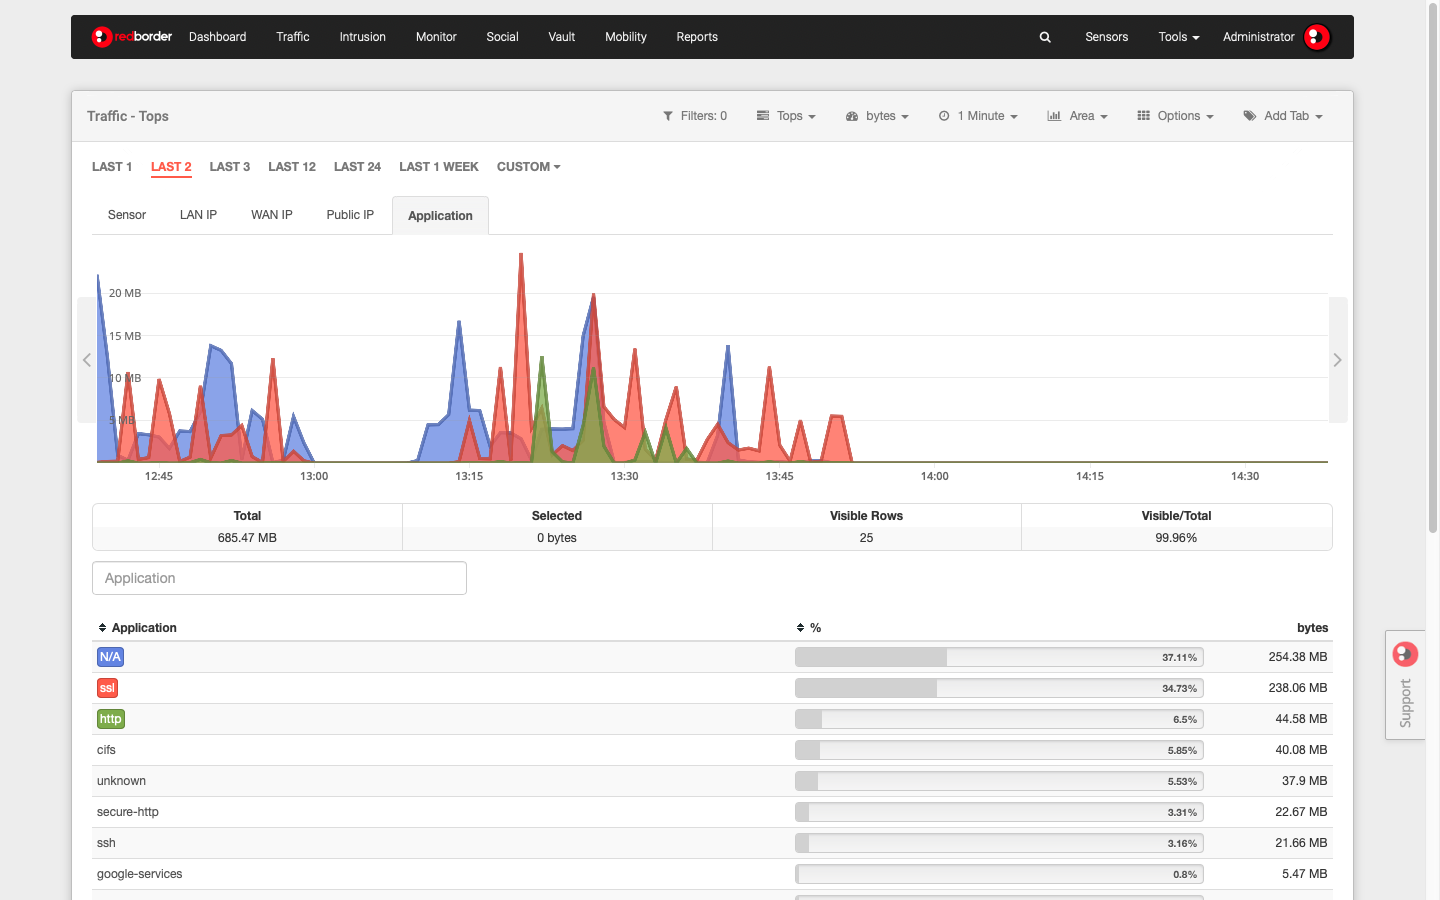 redborder Dashboard Traffic Intrusion Monitor Social Vault Mobility Reports Sensors Tools Administrator
Traffic - Tops Filters: 0 Tops bytes 1 Minute Area Options Add Tab
LAST 1 LAST 2 LAST 3 LAST 12 LAST 24 LAST 1 WEEK CUSTOM
Sensor LAN IP WAN IP Public IP Application
20 MB
15 MB
10 MB
5 MB
12:45 13:00 13:15 13:30 13:45 14:00 14:15 14:30
Total Selected Visible Rows Visible/Total
685.47 MB 0 bytes 25 99.96%
Application
Application % bytes
N/A 37.11% 254.38 MB
ssl 34.73% 238.06 MB
http 6.5% 44.58 MB
cifs 5.85% 40.08 MB
unknown 5.53% 37.9 MB
secure-http 3.31% 22.67 MB
ssh 3.16% 21.66 MB
google-services 0.8% 5.47 MB
Support